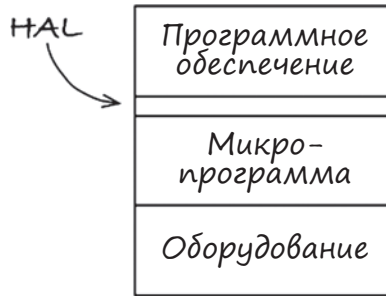 HAL
Программное
обеспечение
Микро-
программа
Оборудование